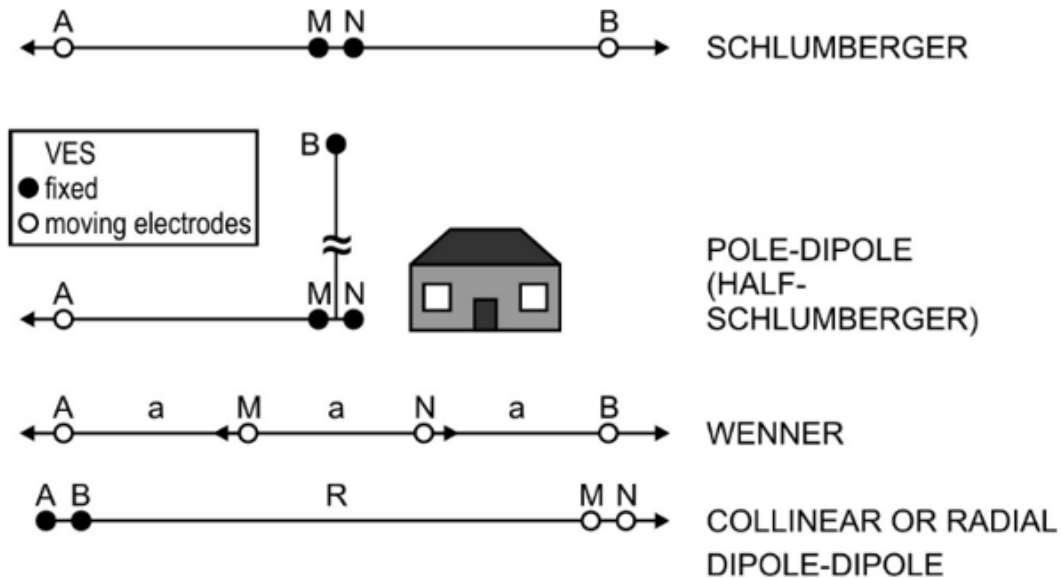 A M N B
SCHLUMBERGER
VES
fixed
moving electrodes
B
A M N
POLE-DIPOLE
(HALF-
SCHLUMBERGER)
A a M a N a B
WENNER
A B R M N
COLLINEAR OR RADIAL
DIPOLE-DIPOLE